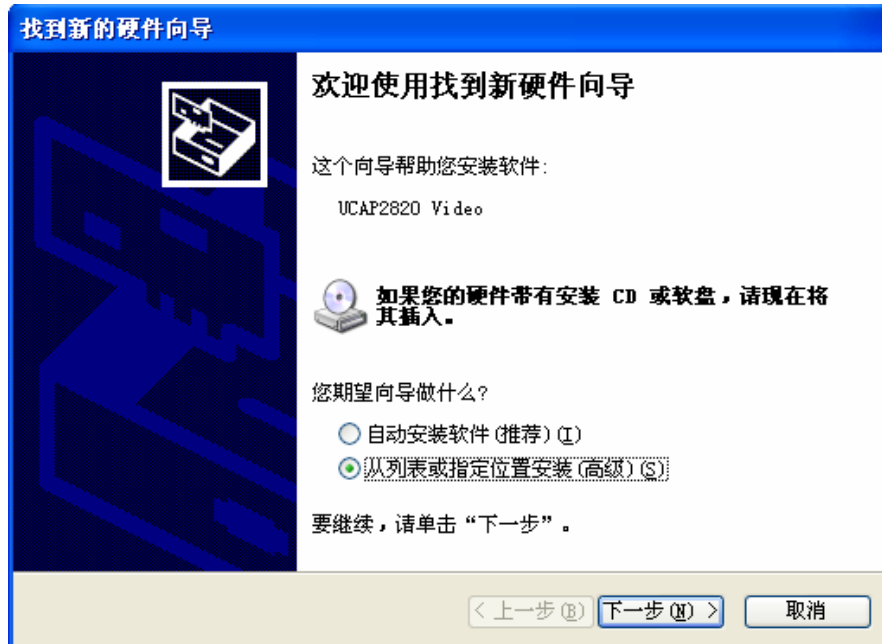 找到新的硬件向导
欢迎使用找到新硬件向导
这个向导帮助您安装软件:
UCAP2820 Video
如果您的硬件带有安装 CD 或软盘，请现在将
其插入。
您期望向导做什么?
自动安装软件(推荐)(I)
从列表或指定位置安装(高级)(S)
要继续，请单击“下一步”。
< 上一步(B)
下一步(N) >
取消